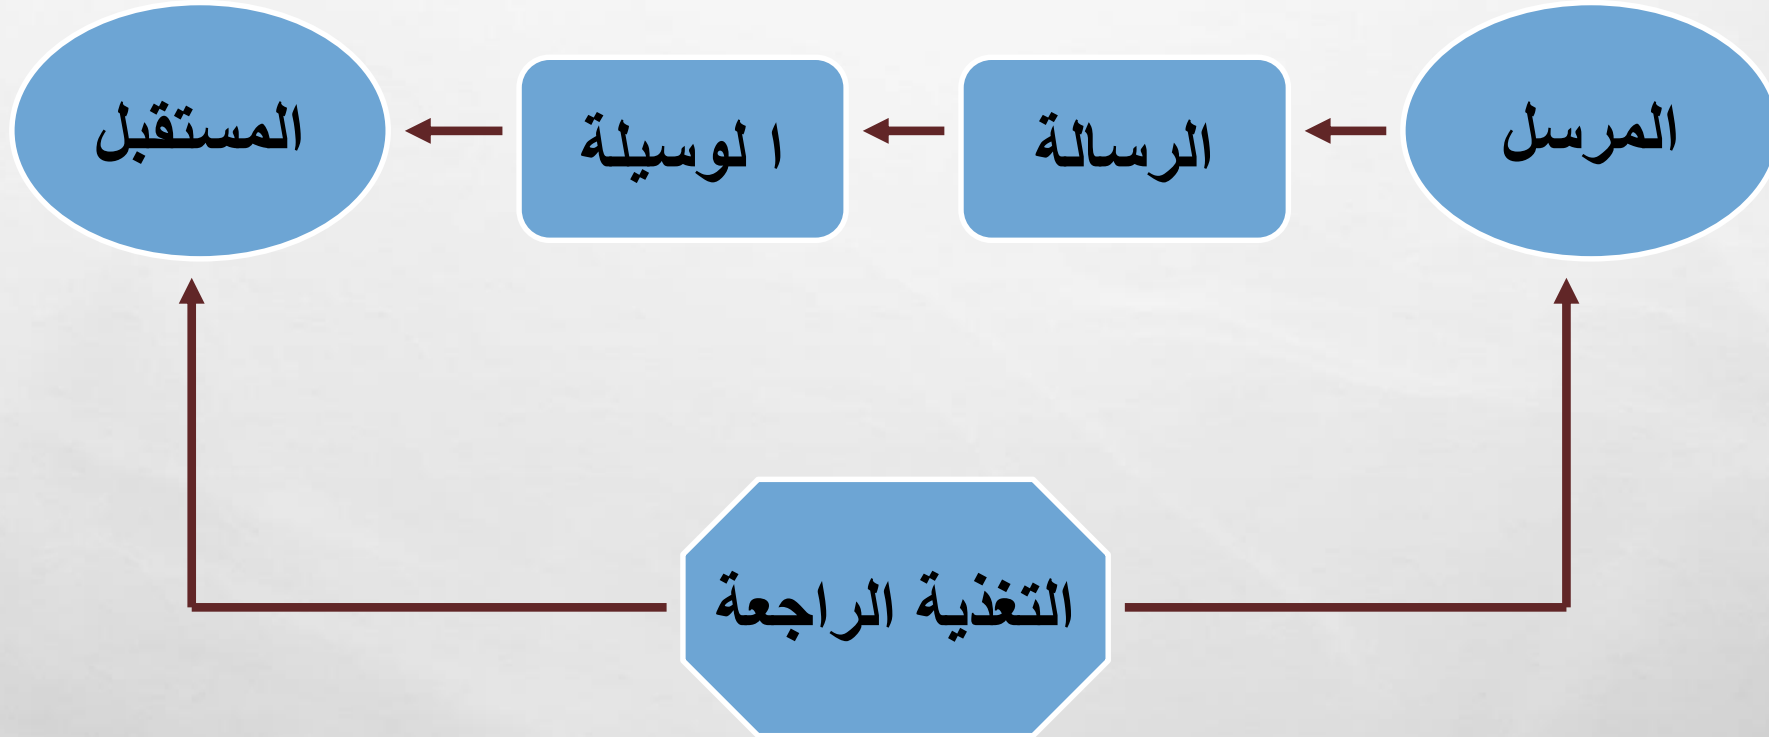 المرسل
الرسالة
ا لوسيلة
المستقبل
التغذية الراجعة